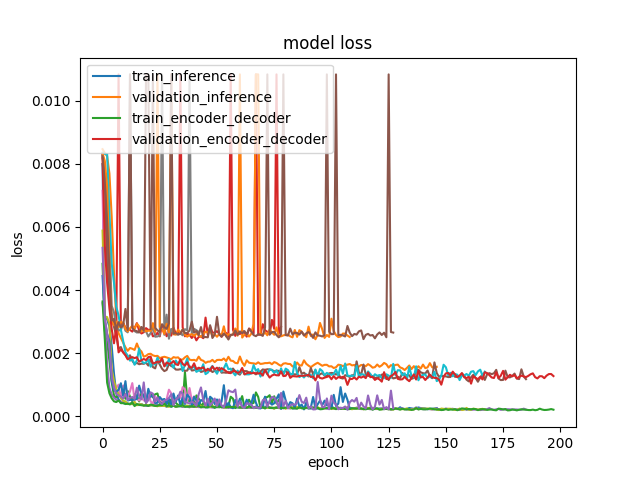 model loss
train_inference
validation_inference
train_encoder_decoder
validation_encoder_decoder
0.010
0.008
0.006
0.004
0.002
0.000
loss
0 25 50 75 100 125 150 175 200
epoch